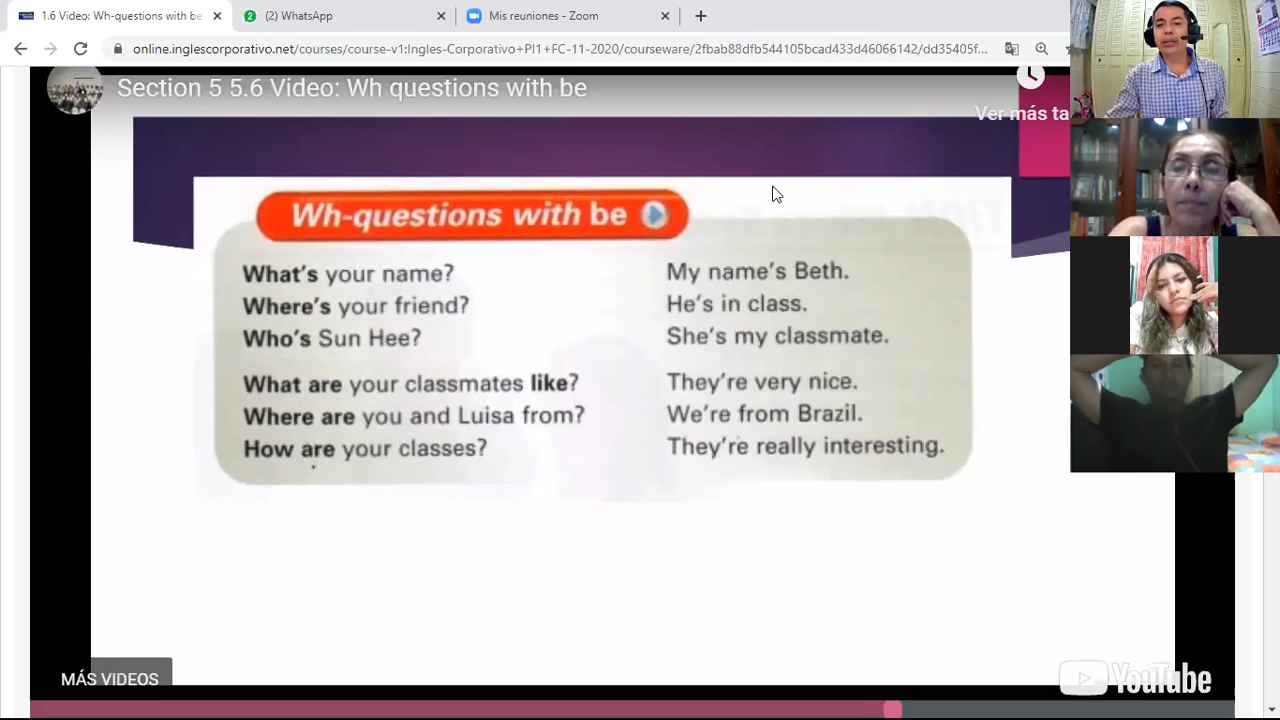 1.6 Video: Wh-questions with be
(2) WhatsApp
Mis reuniones - Zoom
online.inglescorporativo.net/courses/course-v1:Ingles-Corporativo+PI1+FC-11-2020/courseware/2fbab89dfb544105bcad433d46066142/dd35405f...
Section 5 5.6 Video: Wh questions with be
Ver más ta
Wh-questions with be
What's your name? My name's Beth.
Where's your friend? He's in class.
Who's Sun Hee? She's my classmate.
What are your classmates like? They're very nice.
Where are you and Luisa from? We're from Brazil.
How are your classes? They're really interesting.
MÁS VIDEOS
YouTube